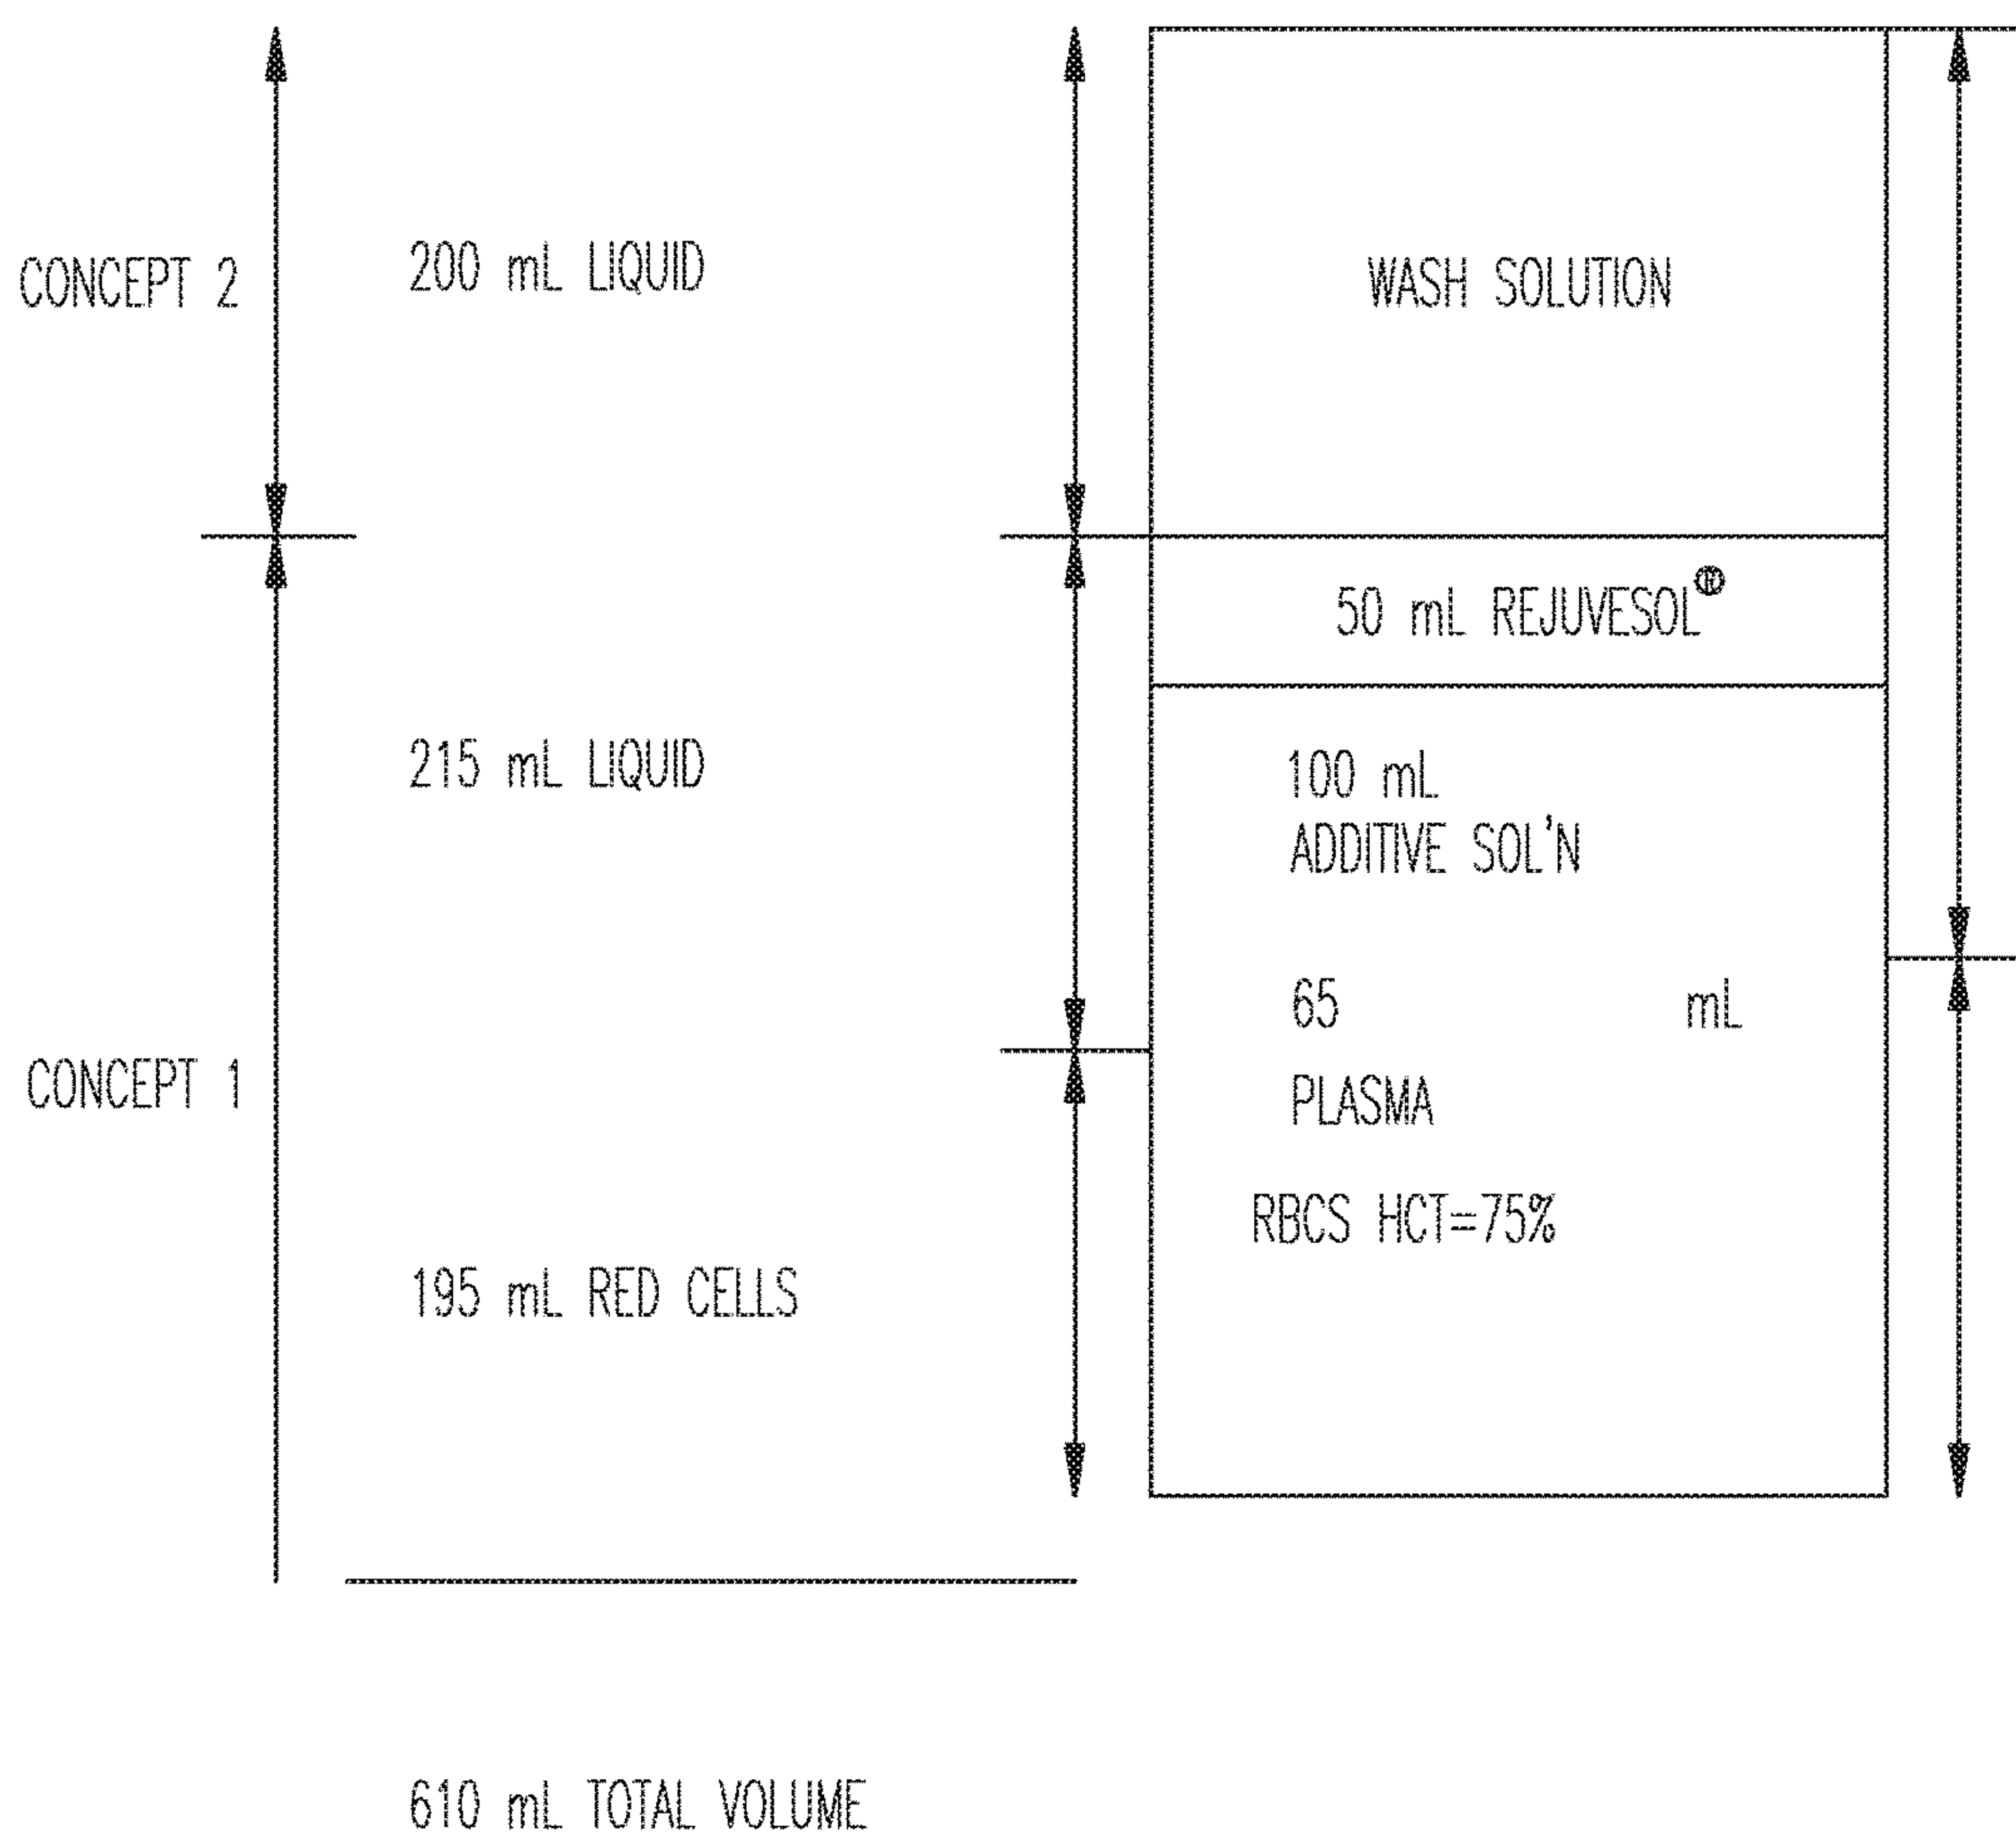 CONCEPT 2
200 mL LIQUID
WASH SOLUTION
50 mL REJUVESOL®
215 mL LIQUID
100 mL
ADDITIVE SOL'N
65 mL
PLASMA
CONCEPT 1
RBCS HCT=75%
195 mL RED CELLS
610 mL TOTAL VOLUME